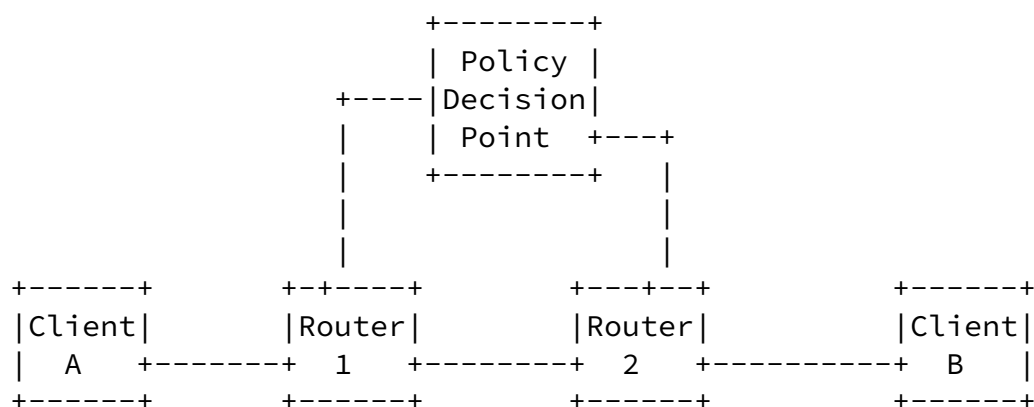 +--------+
| Policy |
+----|Decision|
| | Point +---+
| +--------+ |
| |
| |
+------+ +-+----+ +---+--+ +------+
|Client| |Router| |Router| |Client|
| A +-------+ 1 +--------+ 2 +----------+ B |
+------+ +------+ +------+ +------+